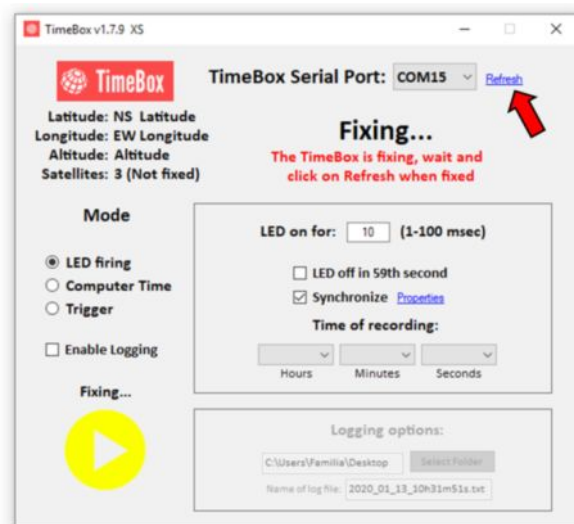 TimeBox v1.7.9 XS
TimeBox
TimeBox Serial Port: COM15 Refresh
Latitude: NS Latitude
Longitude: EW Longitude
Altitude: Altitude
Satellites: 3 (Not fixed)
Fixing...
The TimeBox is fixing, wait and
click on Refresh when fixed
Mode
LED firing
Computer Time
Trigger
Enable Logging
Fixing...
LED on for: 10 (1-100 msec)
LED off in 59th second
Synchronize Properties
Time of recording:
Hours Minutes Seconds
Logging options:
C:\Users\Familia\Desktop Select Folder
Name of log file: 2020_01_13_10h31m51s.txt